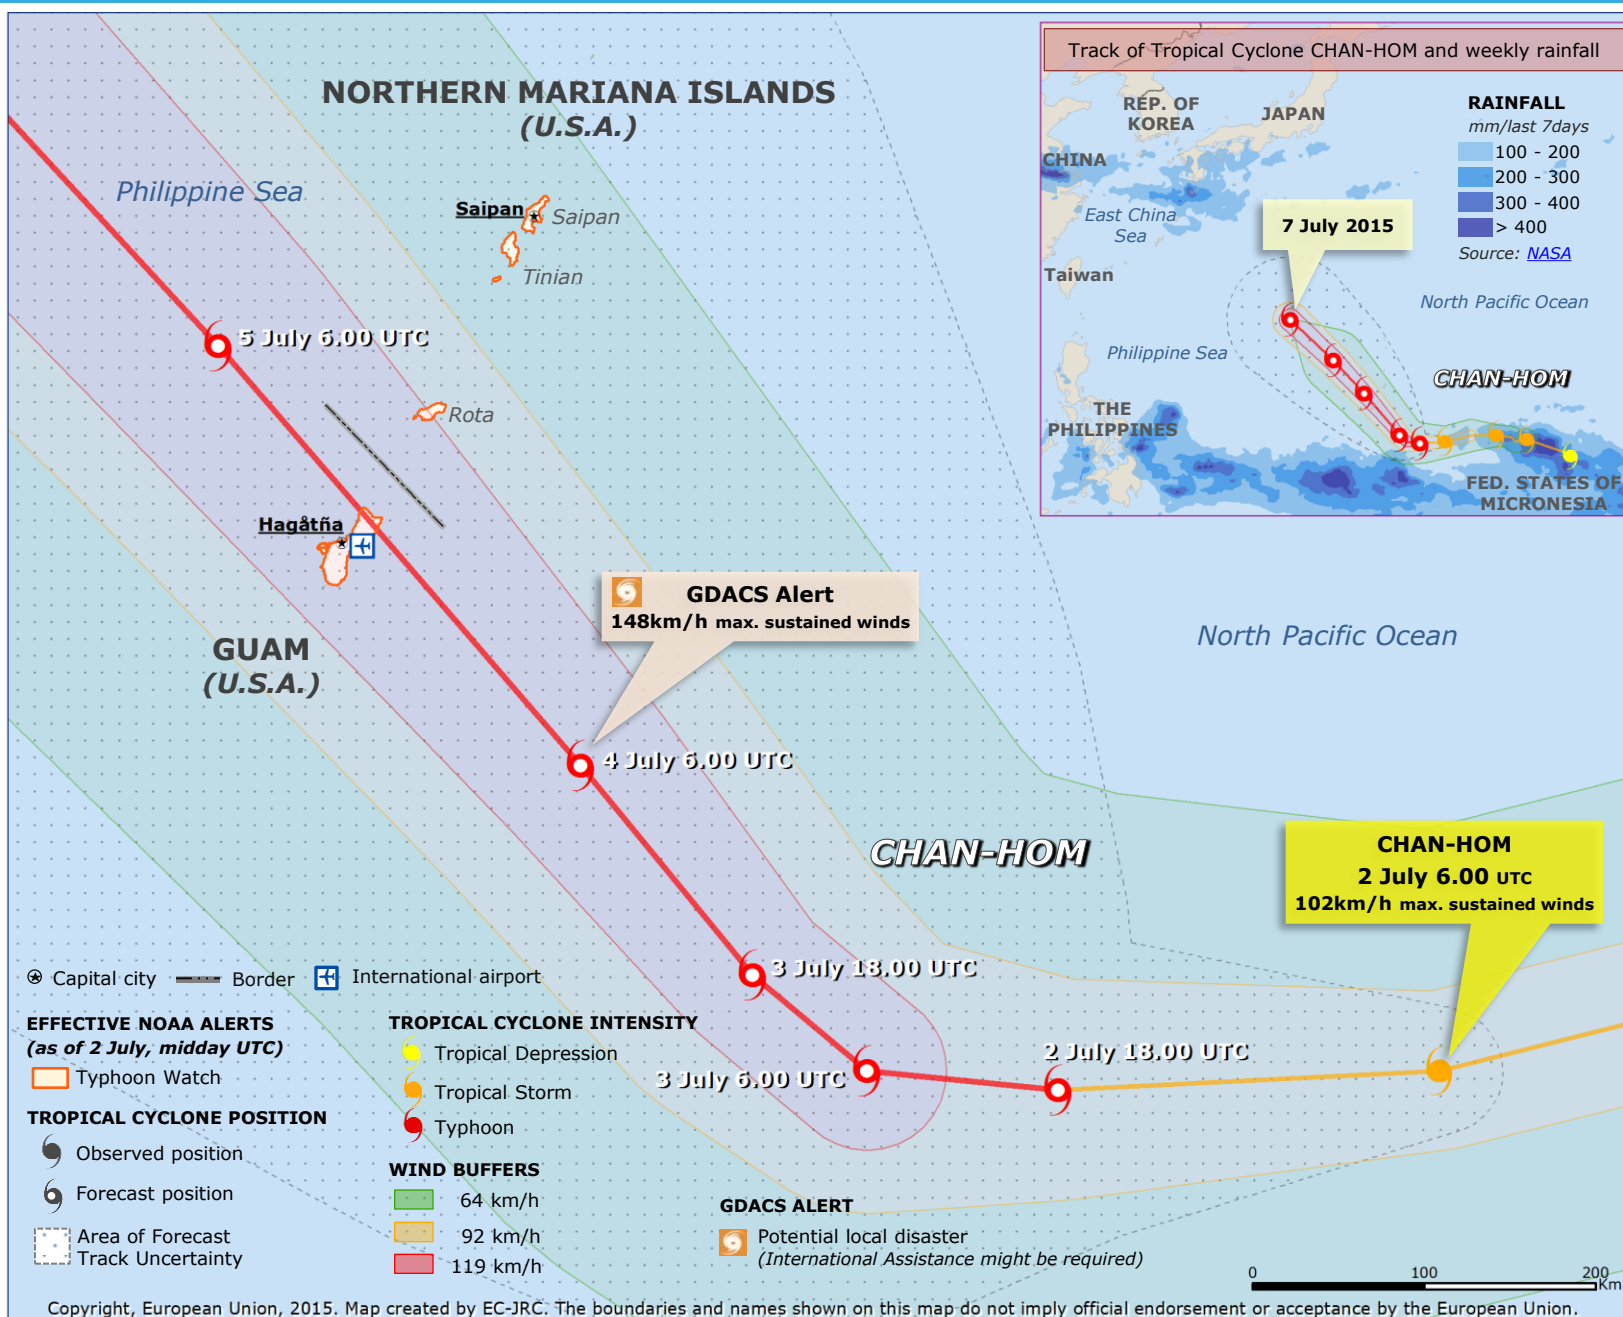 NORTHERN MARIANA ISLANDS
(U.S.A.)
Philippine Sea
Saipan
Saipan
Tinian
5 July 6.00 UTC
Rota
Hagåtña
GUAM
(U.S.A.)
GDACS Alert
148km/h max. sustained winds
4 July 6.00 UTC
North Pacific Ocean
CHAN-HOM
CHAN-HOM
2 July 6.00 UTC
102km/h max. sustained winds
3 July 18.00 UTC
3 July 6.00 UTC
2 July 18.00 UTC
Track of Tropical Cyclone CHAN-HOM and weekly rainfall
REP. OF
KOREA
JAPAN
CHINA
East China
Sea
Taiwan
7 July 2015
RAINFALL
mm/last 7days
100 - 200
200 - 300
300 - 400
> 400
Source: NASA
North Pacific Ocean
Philippine Sea
CHAN-HOM
THE
PHILIPPINES
FED. STATES OF
MICRONESIA
Capital city
Border
International airport
EFFECTIVE NOAA ALERTS
(as of 2 July, midday UTC)
Typhoon Watch
TROPICAL CYCLONE POSITION
Observed position
Forecast position
Area of Forecast
Track Uncertainty
TROPICAL CYCLONE INTENSITY
Tropical Depression
Tropical Storm
Typhoon
WIND BUFFERS
64 km/h
92 km/h
119 km/h
GDACS ALERT
Potential local disaster
(International Assistance might be required)
0 100 200
Km
Copyright, European Union, 2015. Map created by EC-JRC. The boundaries and names shown on this map do not imply official endorsement or acceptance by the European Union.